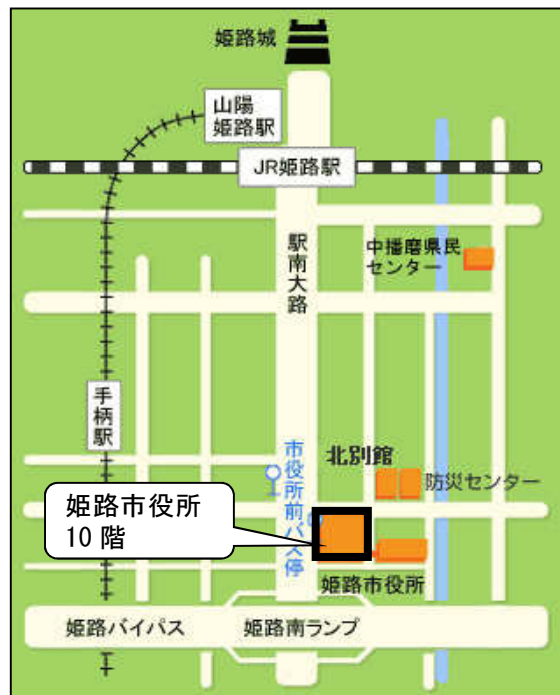 姫路城
山陽
姫路駅
JR姫路駅
駅南大路
中播磨県民
センター
手柄駅
市役所前バス停
北別館
防災センター
姫路市役所
10階
姫路市役所
姫路バイパス
姫路南ランプ